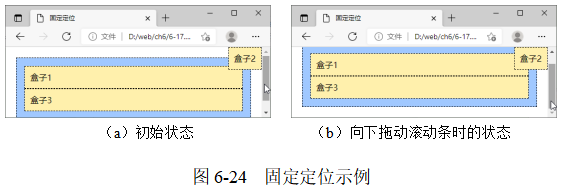 固定定位
文件 D:/web/ch6/6-17.
盒子2
盒子1
盒子3
固定定位
文件 D:/web/ch6/6-17...
盒子2
盒子1
盒子3
（a）初始状态
（b）向下拖动滚动条时的状态
图 6-24 固定定位示例